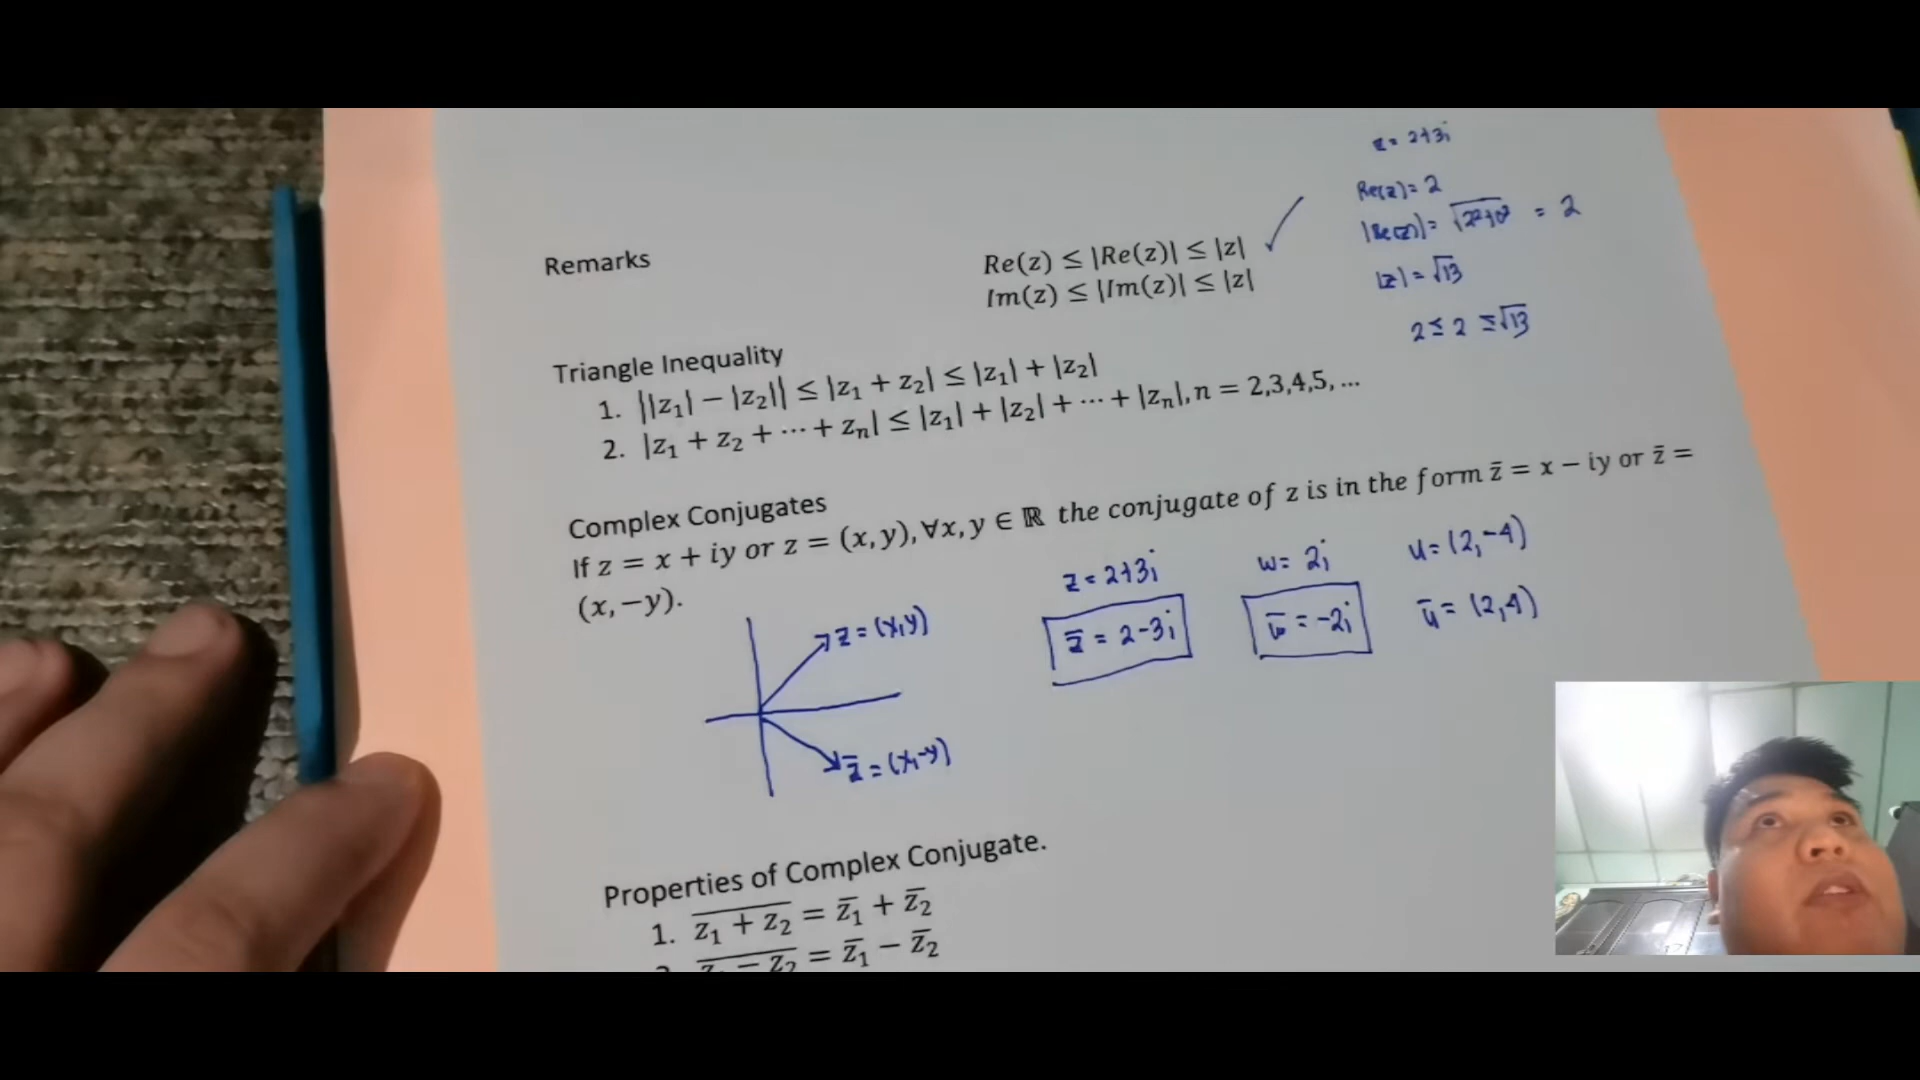 z = 2+3i
Re(z) = 2
|Re(z)| = √2²+0² = 2
|z| = √13
2 ≤ 2 ≤ √13
Remarks
Re(z) ≤ |Re(z)| ≤ |z| ✓
Im(z) ≤ |Im(z)| ≤ |z|
Triangle Inequality
1. ||z₁| − |z₂|| ≤ |z₁ + z₂| ≤ |z₁| + |z₂|
2. |z₁ + z₂ + ⋯ + zₙ| ≤ |z₁| + |z₂| + ⋯ + |zₙ|, n = 2,3,4,5, …
Complex Conjugates
If z = x + iy or z = (x, y), ∀x, y ∈ ℝ the conjugate of z is in the form z̄ = x − iy or z̄ =
(x, −y).
z = 2+3i w = 2i u = (2,-4)
z̄ = 2-3i w̄ = -2i ū = (2,4)
z = (x,y)
z̄ = (x,-y)
Properties of Complex Conjugate.
1. z₁ + z₂‾ = z̄₁ + z̄₂
− z₂‾ = z̄₁ − z̄₂